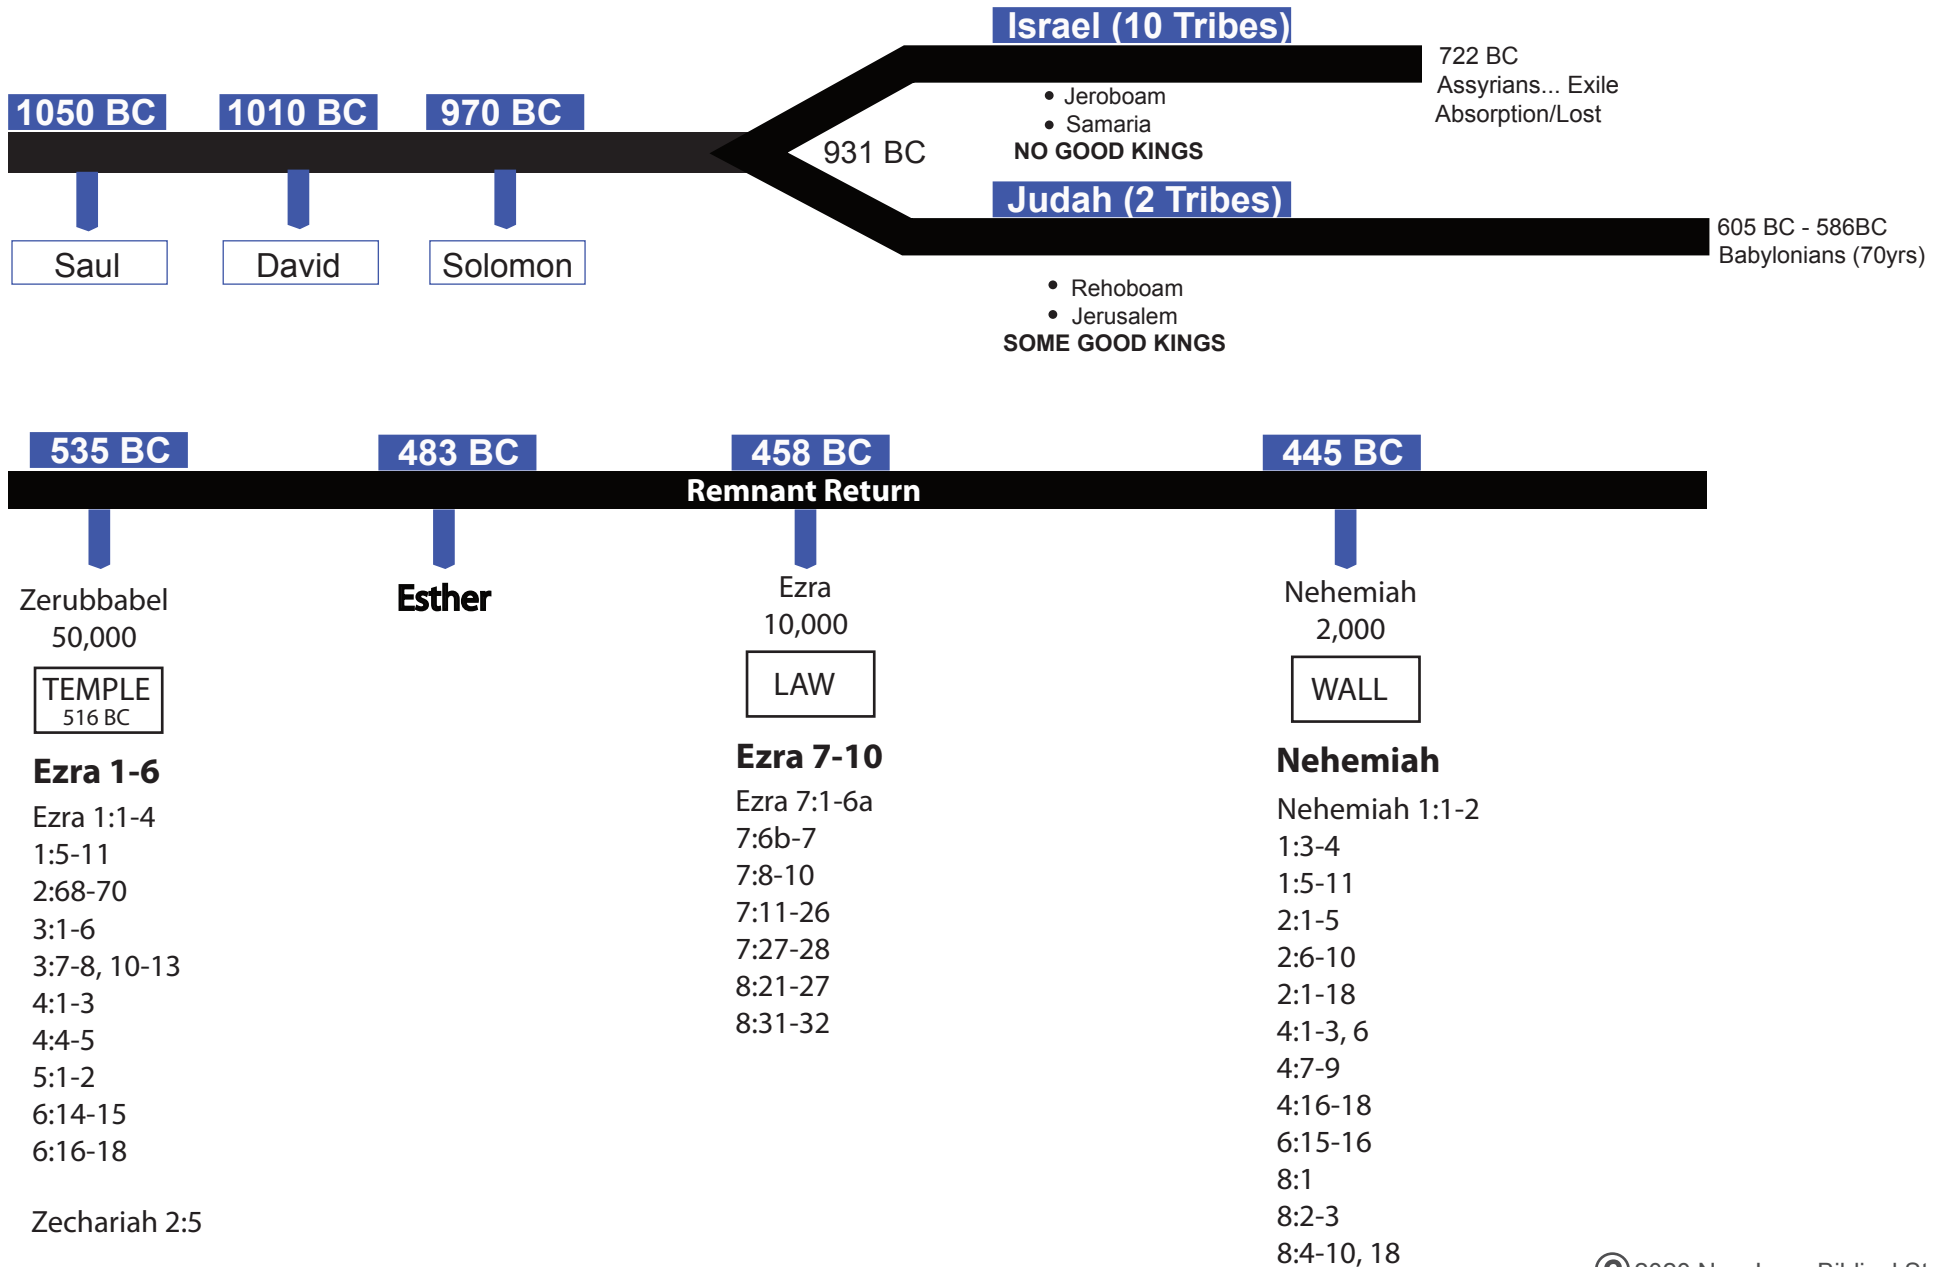 Israel (10 Tribes)
722 BC
Assyrians... Exile
Absorption/Lost
1050 BC
1010 BC
970 BC
• Jeroboam
• Samaria
NO GOOD KINGS
931 BC
Judah (2 Tribes)
605 BC - 586BC
Babylonians (70yrs)
Saul
David
Solomon
• Rehoboam
• Jerusalem
SOME GOOD KINGS
535 BC
483 BC
458 BC
445 BC
Remnant Return
Zerubbabel
50,000
TEMPLE
516 BC
Ezra 1-6
Ezra 1:1-4
1:5-11
2:68-70
3:1-6
3:7-8, 10-13
4:1-3
4:4-5
5:1-2
6:14-15
6:16-18
Zechariah 2:5
Esther
Ezra
10,000
LAW
Ezra 7-10
Ezra 7:1-6a
7:6b-7
7:8-10
7:11-26
7:27-28
8:21-27
8:31-32
Nehemiah
2,000
WALL
Nehemiah
Nehemiah 1:1-2
1:3-4
1:5-11
2:1-5
2:6-10
2:1-18
4:1-3, 6
4:7-9
4:16-18
6:15-16
8:1
8:2-3
8:4-10, 18
2020